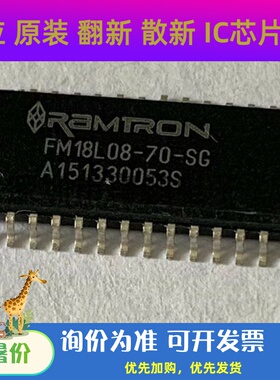 原装 翻新 散新 IC芯片
RAMTRON
FM18L08-70-SG
A151330053S
询价为准 可开发票
优先加购，优先发货